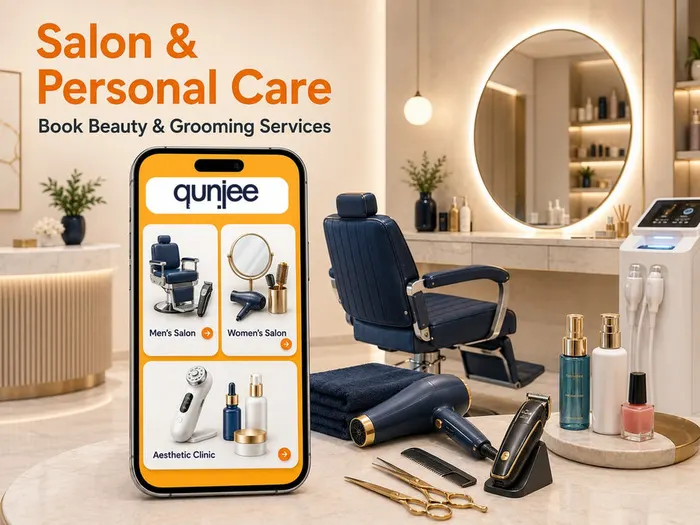 Salon &
Personal Care
Book Beauty & Grooming Services
qunjee
Men's Salon
Women's Salon
Aesthetic Clinic